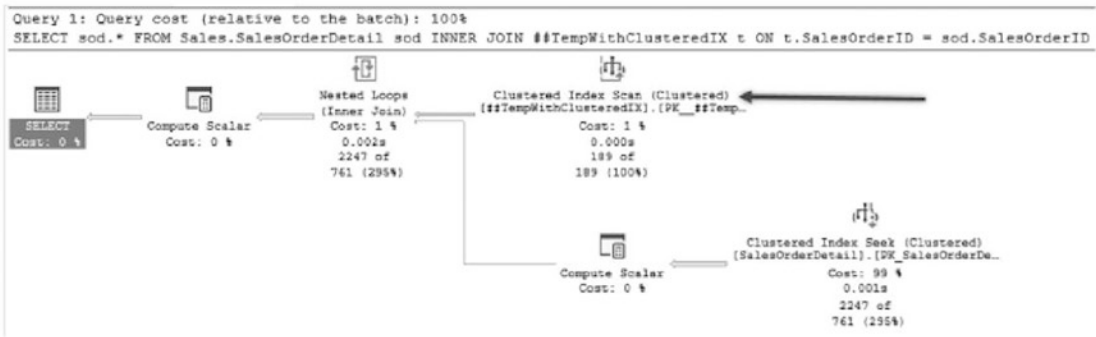 Query 1: Query cost (relative to the batch): 100%
SELECT sod.* FROM Sales.SalesOrderDetail sod INNER JOIN ##TempWithClusteredIX t ON t.SalesOrderID = sod.SalesOrderID
SELECT
Cost: 0 %
Compute Scalar
Cost: 0 %
Nested Loops
(Inner Join)
Cost: 1 %
0.002s
2247 of
761 (295%)
Clustered Index Scan (Clustered)
[##TempWithClusteredIX].[PK__##Temp…
Cost: 1 %
0.000s
189 of
189 (100%)
Compute Scalar
Cost: 0 %
Clustered Index Seek (Clustered)
[SalesOrderDetail].[PK_SalesOrderDe…
Cost: 99 %
0.001s
2247 of
761 (295%)